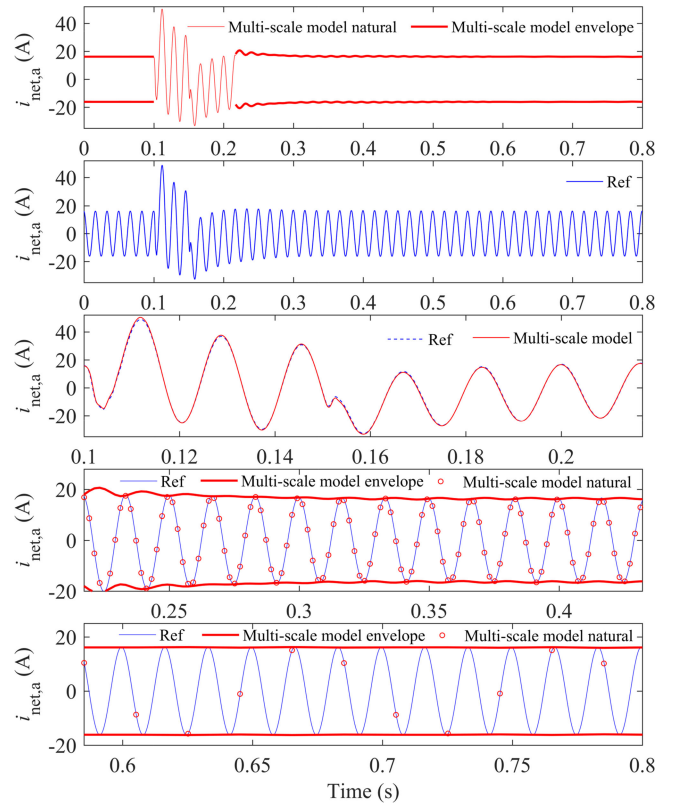 Multi-scale model natural Multi-scale model envelope
i net,a (A)
40
20
0
-20
0 0.1 0.2 0.3 0.4 0.5 0.6 0.7 0.8
Ref
i net,a (A)
40
20
0
-20
0 0.1 0.2 0.3 0.4 0.5 0.6 0.7 0.8
Ref Multi-scale model
i net,a (A)
40
20
0
-20
0.1 0.12 0.14 0.16 0.18 0.2
Ref Multi-scale model envelope Multi-scale model natural
i net,a (A)
20
0
-20
0.25 0.3 0.35 0.4
Ref Multi-scale model envelope Multi-scale model natural
i net,a (A)
20
0
-20
0.6 0.65 0.7 0.75 0.8
Time (s)